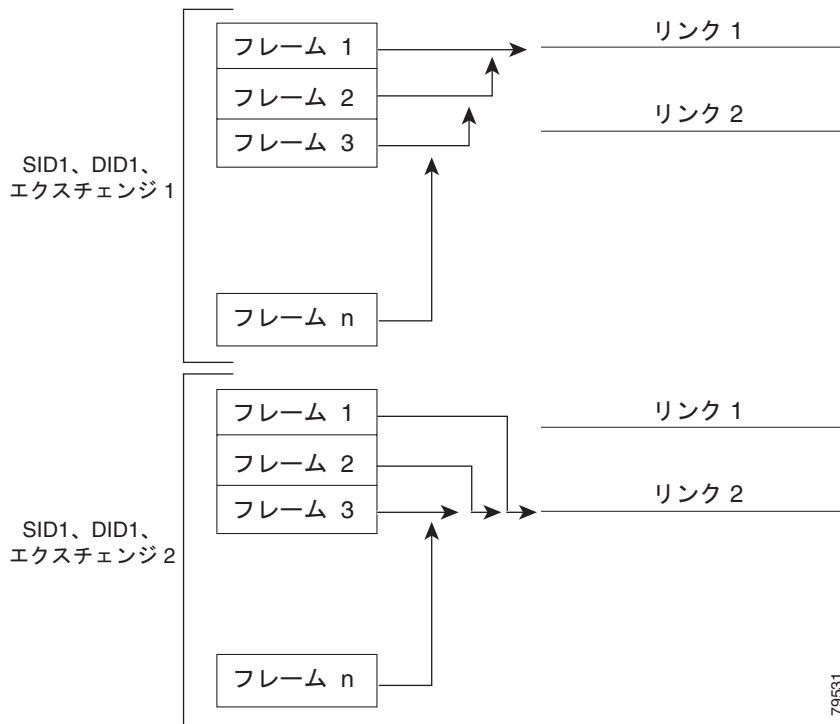 フレーム 1
フレーム 2
フレーム 3
SID1、DID1、
エクスチェンジ 1
フレーム n
リンク 1
リンク 2
フレーム 1
フレーム 2
フレーム 3
SID1、DID1、
エクスチェンジ 2
フレーム n
リンク 1
リンク 2
79531